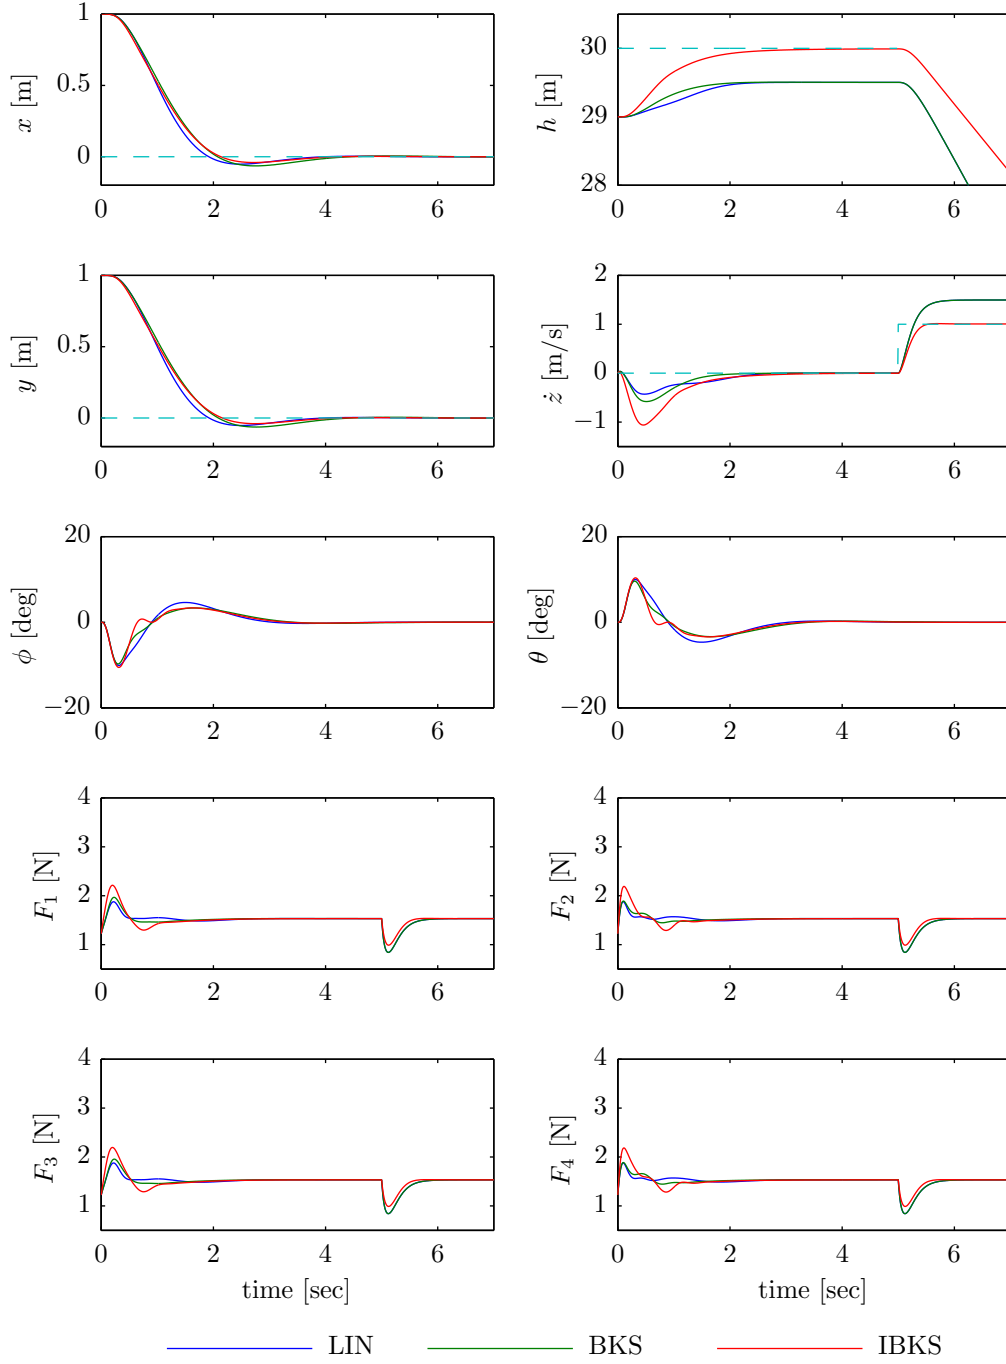 1
0.5
0
x [m]
0 2 4 6
30
29
28
h [m]
0 2 4 6
1
0.5
0
y [m]
0 2 4 6
2
1
0
−1
ż [m/s]
0 2 4 6
20
0
−20
ϕ [deg]
0 2 4 6
20
0
−20
θ [deg]
0 2 4 6
4
3
2
1
F1 [N]
0 2 4 6
4
3
2
1
F2 [N]
0 2 4 6
4
3
2
1
F3 [N]
0 2 4 6
time [sec]
4
3
2
1
F4 [N]
0 2 4 6
time [sec]
LIN BKS IBKS